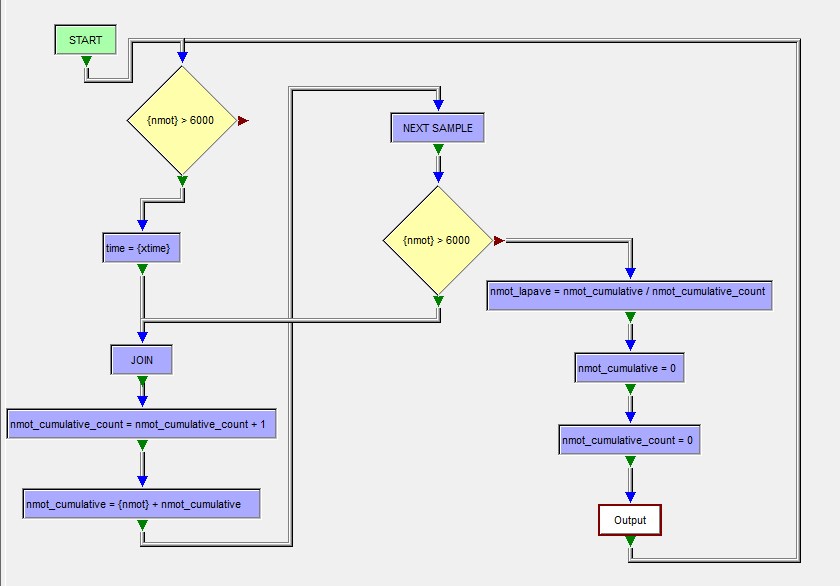 START
{nmot} > 6000
time = {xtime}
JOIN
nmot_cumulative_count = nmot_cumulative_count + 1
nmot_cumulative = {nmot} + nmot_cumulative
NEXT SAMPLE
{nmot} > 6000
nmot_lapave = nmot_cumulative / nmot_cumulative_count
nmot_cumulative = 0
nmot_cumulative_count = 0
Output